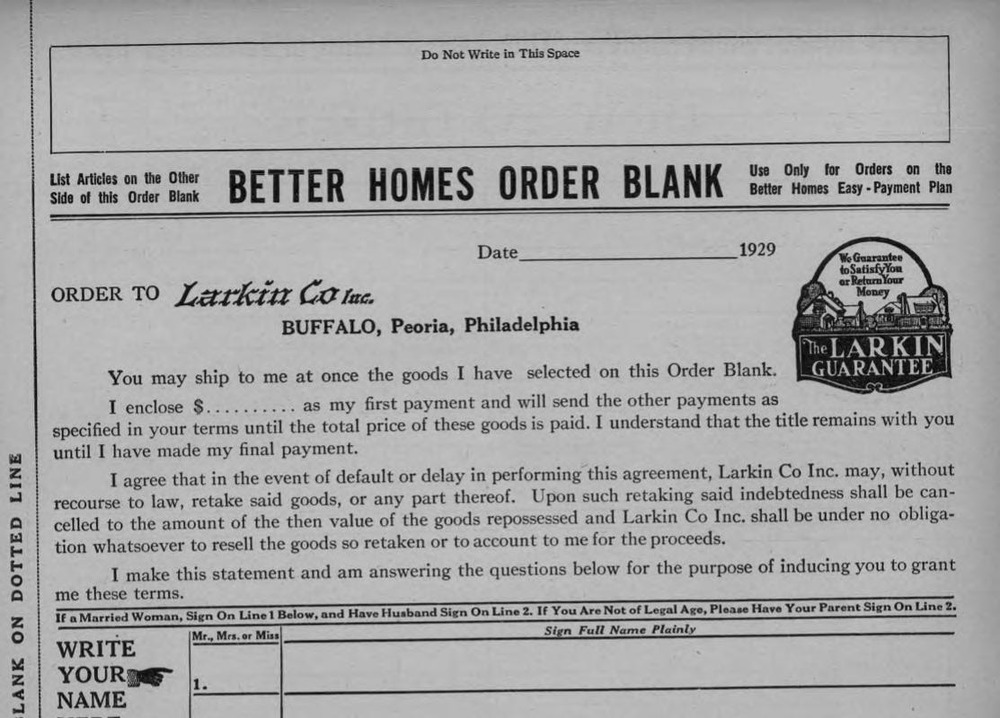 Do Not Write in This Space
List Articles on the Other
Side of this Order Blank
BETTER HOMES ORDER BLANK
Use Only for Orders on the
Better Homes Easy-Payment Plan
Date 1929
ORDER TO Larkin Co Inc.
BUFFALO, Peoria, Philadelphia
We Guarantee
to Satisfy You
or Return Your
Money
The LARKIN
GUARANTEE
You may ship to me at once the goods I have selected on this Order Blank.
I enclose $.......... as my first payment and will send the other payments as
specified in your terms until the total price of these goods is paid. I understand that the title remains with you
until I have made my final payment.
I agree that in the event of default or delay in performing this agreement, Larkin Co Inc. may, without
recourse to law, retake said goods, or any part thereof. Upon such retaking said indebtedness shall be can-
celled to the amount of the then value of the goods repossessed and Larkin Co Inc. shall be under no obliga-
tion whatsoever to resell the goods so retaken or to account to me for the proceeds.
I make this statement and am answering the questions below for the purpose of inducing you to grant
me these terms.
If a Married Woman, Sign On Line 1 Below, and Have Husband Sign On Line 2. If You Are Not of Legal Age, Please Have Your Parent Sign On Line 2.
WRITE
YOUR
NAME
Mr., Mrs. or Miss
Sign Full Name Plainly
1.
LANK ON DOTTED LINE